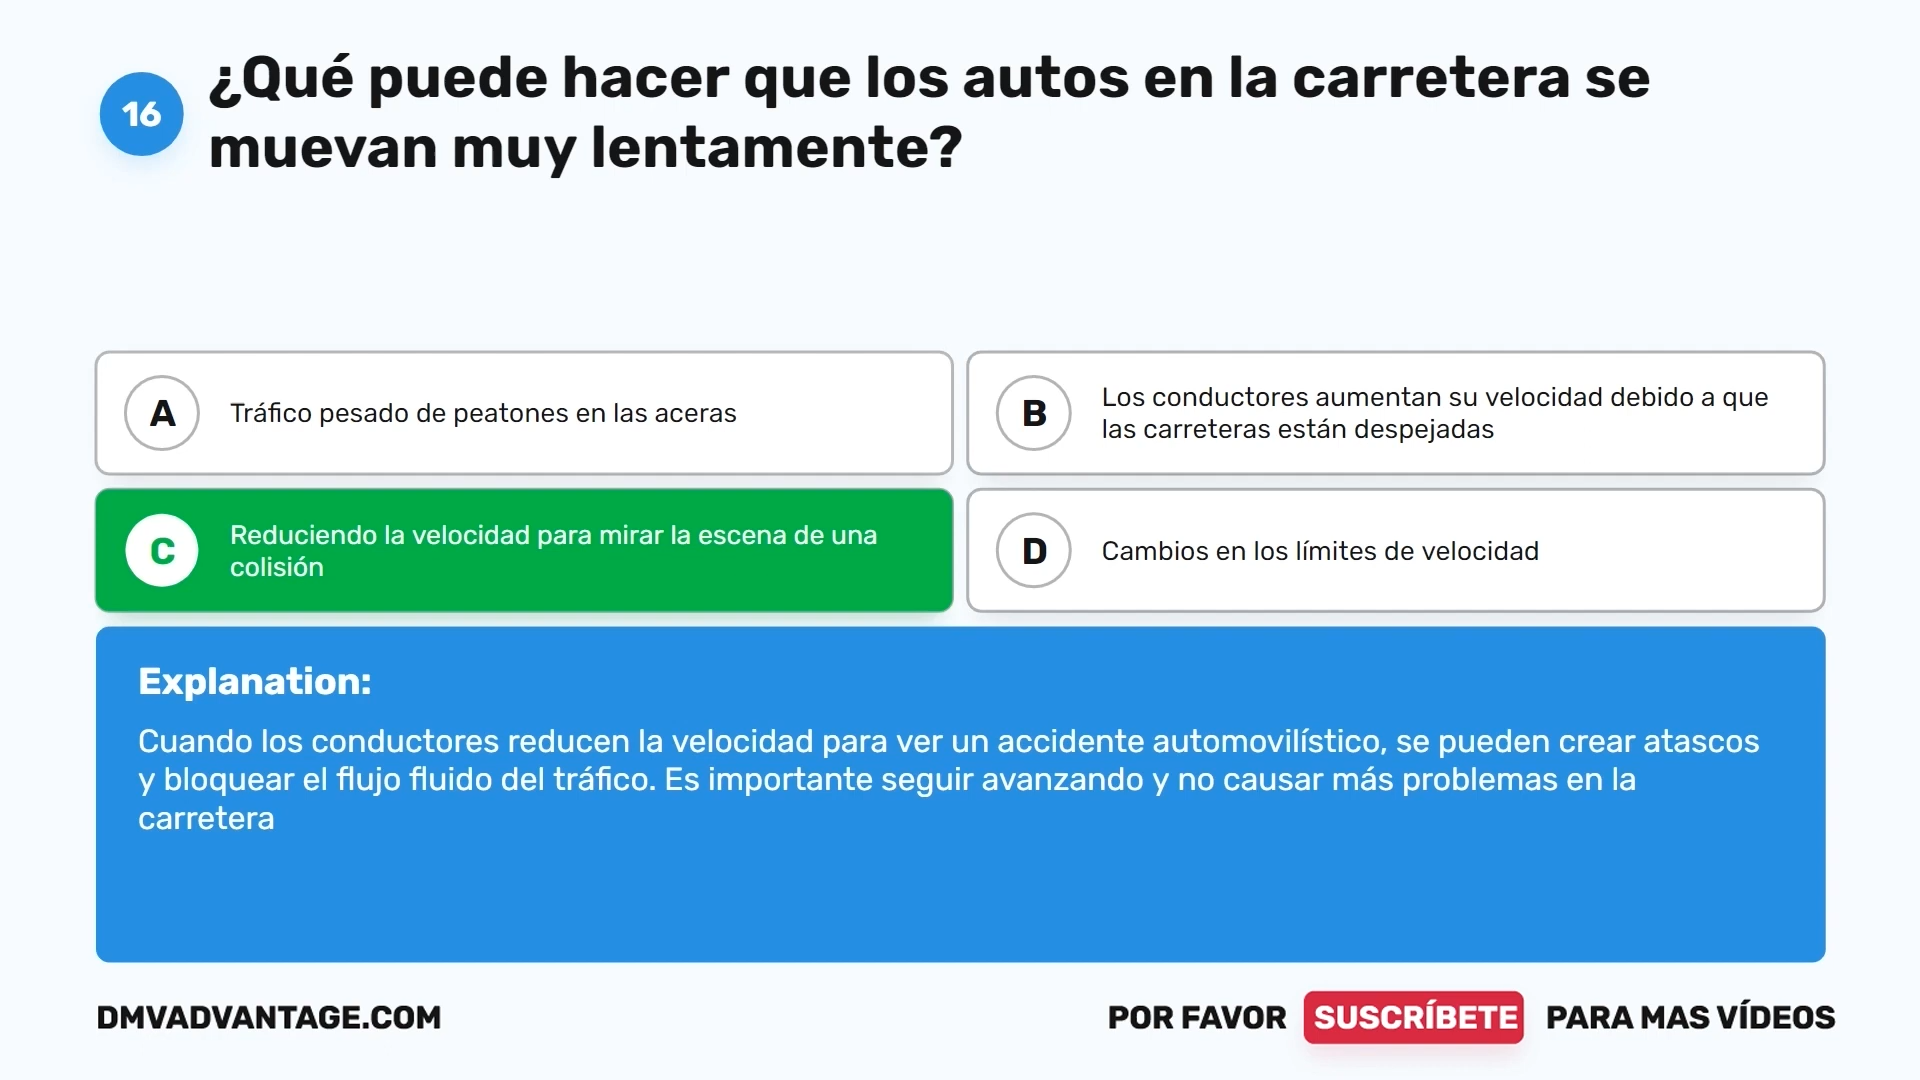 16
¿Qué puede hacer que los autos en la carretera se
muevan muy lentamente?
A
Tráfico pesado de peatones en las aceras
B
Los conductores aumentan su velocidad debido a que
las carreteras están despejadas
C
Reduciendo la velocidad para mirar la escena de una
colisión
D
Cambios en los límites de velocidad
Explanation:
Cuando los conductores reducen la velocidad para ver un accidente automovilístico, se pueden crear atascos
y bloquear el flujo fluido del tráfico. Es importante seguir avanzando y no causar más problemas en la
carretera
DMVADVANTAGE.COM
POR FAVOR SUSCRÍBETE PARA MAS VÍDEOS